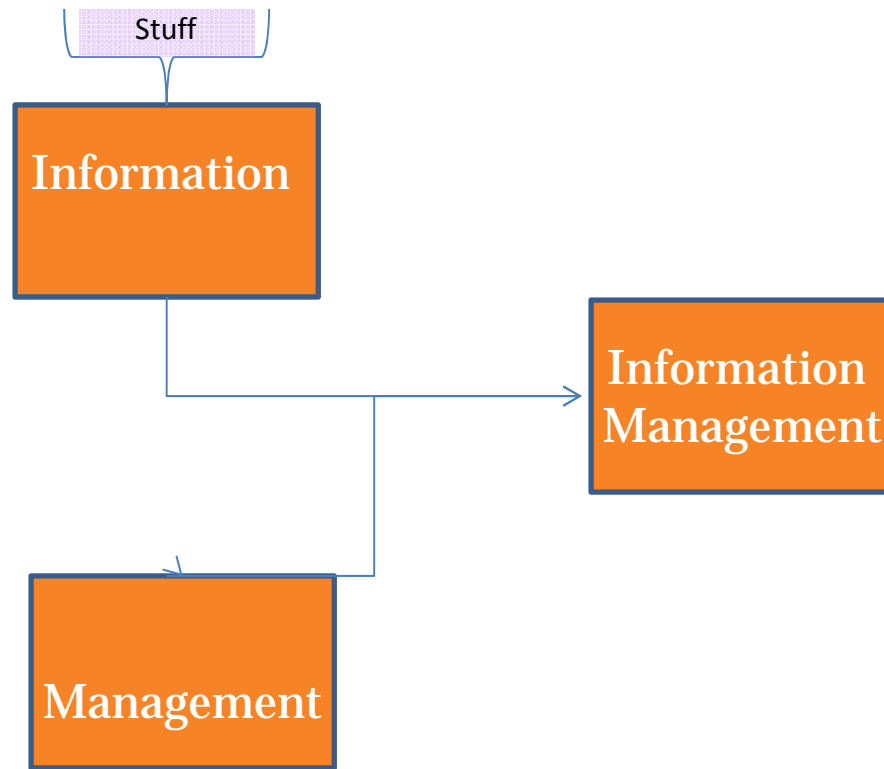 Stuff
Information
Information
Management
Management